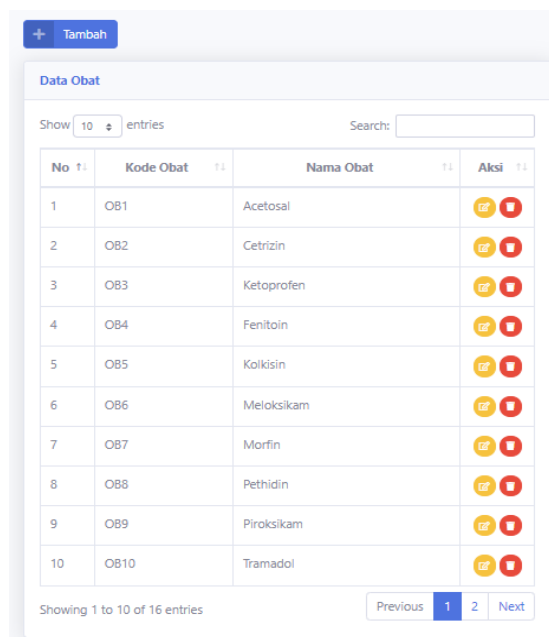 + Tambah
Data Obat
Show 10 entries Search:
No Kode Obat Nama Obat Aksi
1 OB1 Acetosal
2 OB2 Cetrizin
3 OB3 Ketoprofen
4 OB4 Fenitoin
5 OB5 Kolkisin
6 OB6 Meloksikam
7 OB7 Morfin
8 OB8 Pethidin
9 OB9 Piroksikam
10 OB10 Tramadol
Showing 1 to 10 of 16 entries Previous 1 2 Next